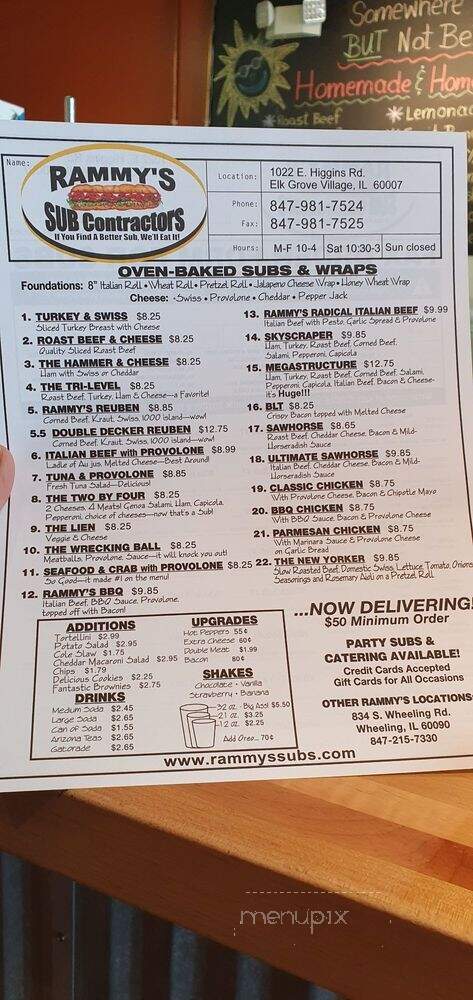 Somewhere
BUT Not Be
Homemade & Home
*Roast Beef
*Lemona
Name:
RAMMY'S
SUB Contractors
If You Find A Better Sub, We'll Eat It!
Location: 1022 E. Higgins Rd.
Elk Grove Village, IL 60007
Phone: 847-981-7524
Fax: 847-981-7525
Hours: M-F 10-4 Sat 10:30-3 Sun closed
OVEN-BAKED SUBS & WRAPS
Foundations: 8" Italian Roll • Wheat Roll • Pretzel Roll • Jalapeno Cheese Wrap • Honey Wheat Wrap
Cheese: • Swiss • Provolone • Cheddar • Pepper Jack
1. TURKEY & SWISS $8.25
Sliced Turkey Breast with Cheese
2. ROAST BEEF & CHEESE $8.25
Quality Sliced Roast Beef
3. THE HAMMER & CHEESE $8.25
Ham with Swiss or Cheddar
4. THE TRI-LEVEL $8.25
Roast Beef, Turkey, Ham & Cheese—a Favorite!
5. RAMMY'S REUBEN $8.85
Corned Beef, Kraut, Swiss, 1000 island—wow!
5.5 DOUBLE DECKER REUBEN $12.75
Corned Beef, Kraut, Swiss, 1000 island—wow!
6. ITALIAN BEEF with PROVOLONE $8.99
Ladle of Au jus, Melted Cheese—Best Around!
7. TUNA & PROVOLONE $8.85
Fresh Tuna Salad—Delicious!
8. THE TWO BY FOUR $8.25
2 Cheeses, 4 Meats! Genoa Salami, Ham, Capicola,
Pepperoni, choice of cheeses—now that's a Sub!
9. THE LIEN $8.25
Veggie & Cheese
10. THE WRECKING BALL $8.25
Meatballs, Provolone, Sauce—it will knock you out!
11. SEAFOOD & CRAB with PROVOLONE $8.25
So Good—it made #1 on the menu!
12. RAMMY'S BBQ $9.85
Italian Beef, BBQ Sauce, Provolone,
topped off with Bacon!
13. RAMMY'S RADICAL ITALIAN BEEF $9.99
Italian Beef with Pesto, Garlic Spread & Provolone
14. SKYSCRAPER $9.85
Ham, Turkey, Roast Beef, Corned Beef,
Salami, Pepperoni, Capicola
15. MEGASTRUCTURE $12.75
Ham, Turkey, Roast Beef, Corned Beef, Salami,
Pepperoni, Capicola, Italian Beef, Bacon & Cheese-
it's Huge!!!
16. BLT $8.25
Crispy Bacon topped with Melted Cheese
17. SAWHORSE $8.65
Roast Beef, Cheddar Cheese, Bacon & Mild-
Horseradish Sauce
18. ULTIMATE SAWHORSE $9.85
Italian Beef, Cheddar Cheese, Bacon & Mild-
Horseradish Sauce
19. CLASSIC CHICKEN $8.75
With Provolone Cheese, Bacon & Chipotle Mayo
20. BBQ CHICKEN $8.75
With BBQ Sauce, Bacon & Provolone Cheese
21. PARMESAN CHICKEN $8.75
With Marinara Sauce & Provolone Cheese
on Garlic Bread
22. THE NEW YORKER $9.85
Slow Roasted Beef, Domestic Swiss, Lettuce, Tomato, Onions,
Seasonings and Rosemary Aioli on a Pretzel Roll
ADDITIONS
Tortellini $2.99
Potato Salad $2.95
Cole Slaw $1.75
Cheddar Macaroni Salad $2.95
Chips $1.79
Delicious Cookies $2.25
Fantastic Brownies $2.75
DRINKS
Medium Soda $2.45
Large Soda $2.65
Can of Soda $1.55
Arizona Teas $2.65
Gatorade $2.65
UPGRADES
Hot Peppers 55¢
Extra Cheese 60¢
Double Meat $1.99
Bacon 80¢
SHAKES
Chocolate - Vanilla
Strawberry - Banana
32 oz. - Big Ass! $5.50
21 oz. $3.25
12 oz. $2.25
Add Oreo... 70¢
...NOW DELIVERING!
$50 Minimum Order
PARTY SUBS &
CATERING AVAILABLE!
Credit Cards Accepted
Gift Cards for All Occasions
OTHER RAMMY'S LOCATIONS:
834 S. Wheeling Rd.
Wheeling, IL 60090
847-215-7330
www.rammyssubs.com
menupix